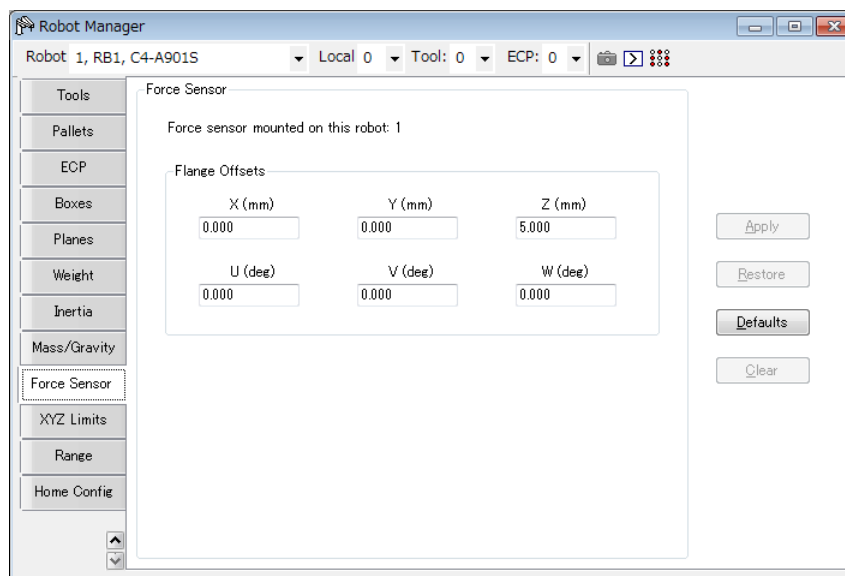 Robot Manager
Robot 1, RB1, C4-A901S Local 0 Tool: 0 ECP: 0
Tools
Pallets
ECP
Boxes
Planes
Weight
Inertia
Mass/Gravity
Force Sensor
XYZ Limits
Range
Home Config
Force Sensor
Force sensor mounted on this robot: 1
Flange Offsets
X (mm) Y (mm) Z (mm)
0.000 0.000 5.000
U (deg) V (deg) W (deg)
0.000 0.000 0.000
Apply
Restore
Defaults
Clear